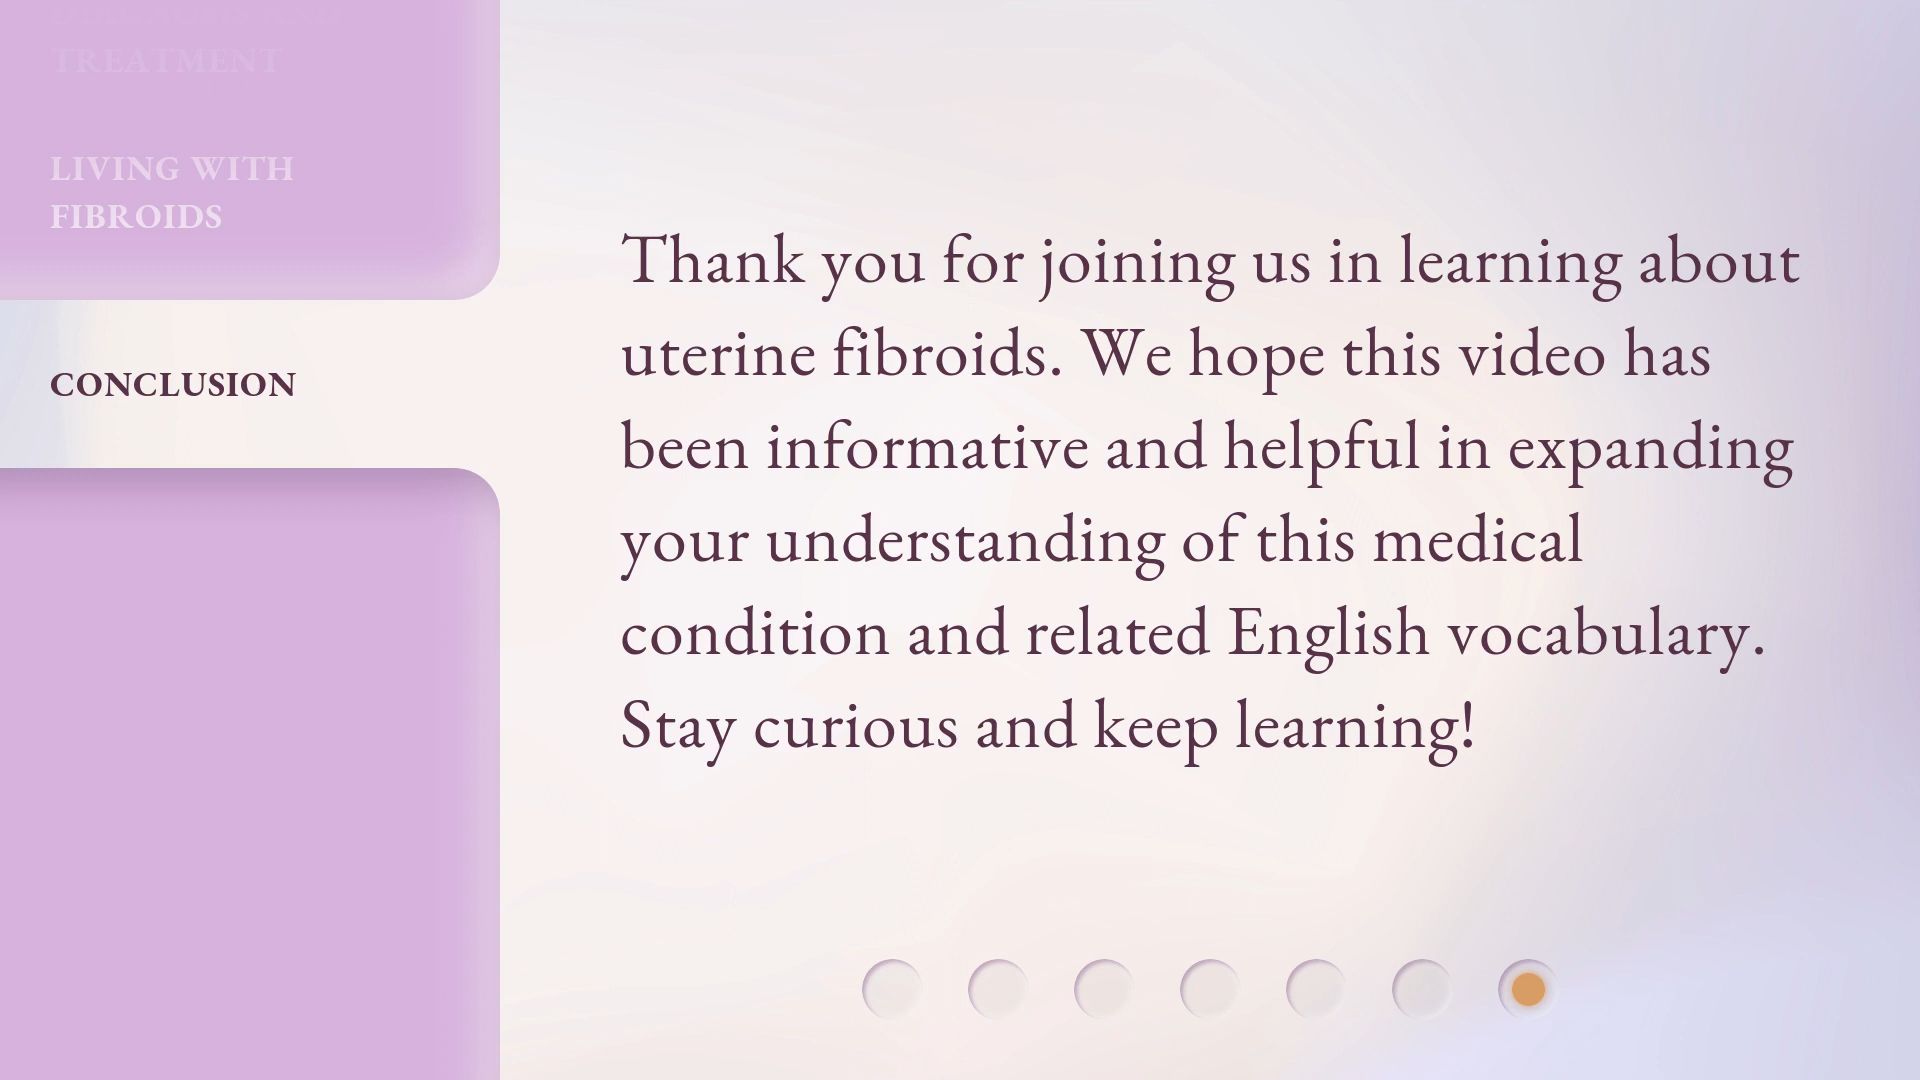 TREATMENT
LIVING WITH
FIBROIDS
CONCLUSION
Thank you for joining us in learning about
uterine fibroids. We hope this video has
been informative and helpful in expanding
your understanding of this medical
condition and related English vocabulary.
Stay curious and keep learning!